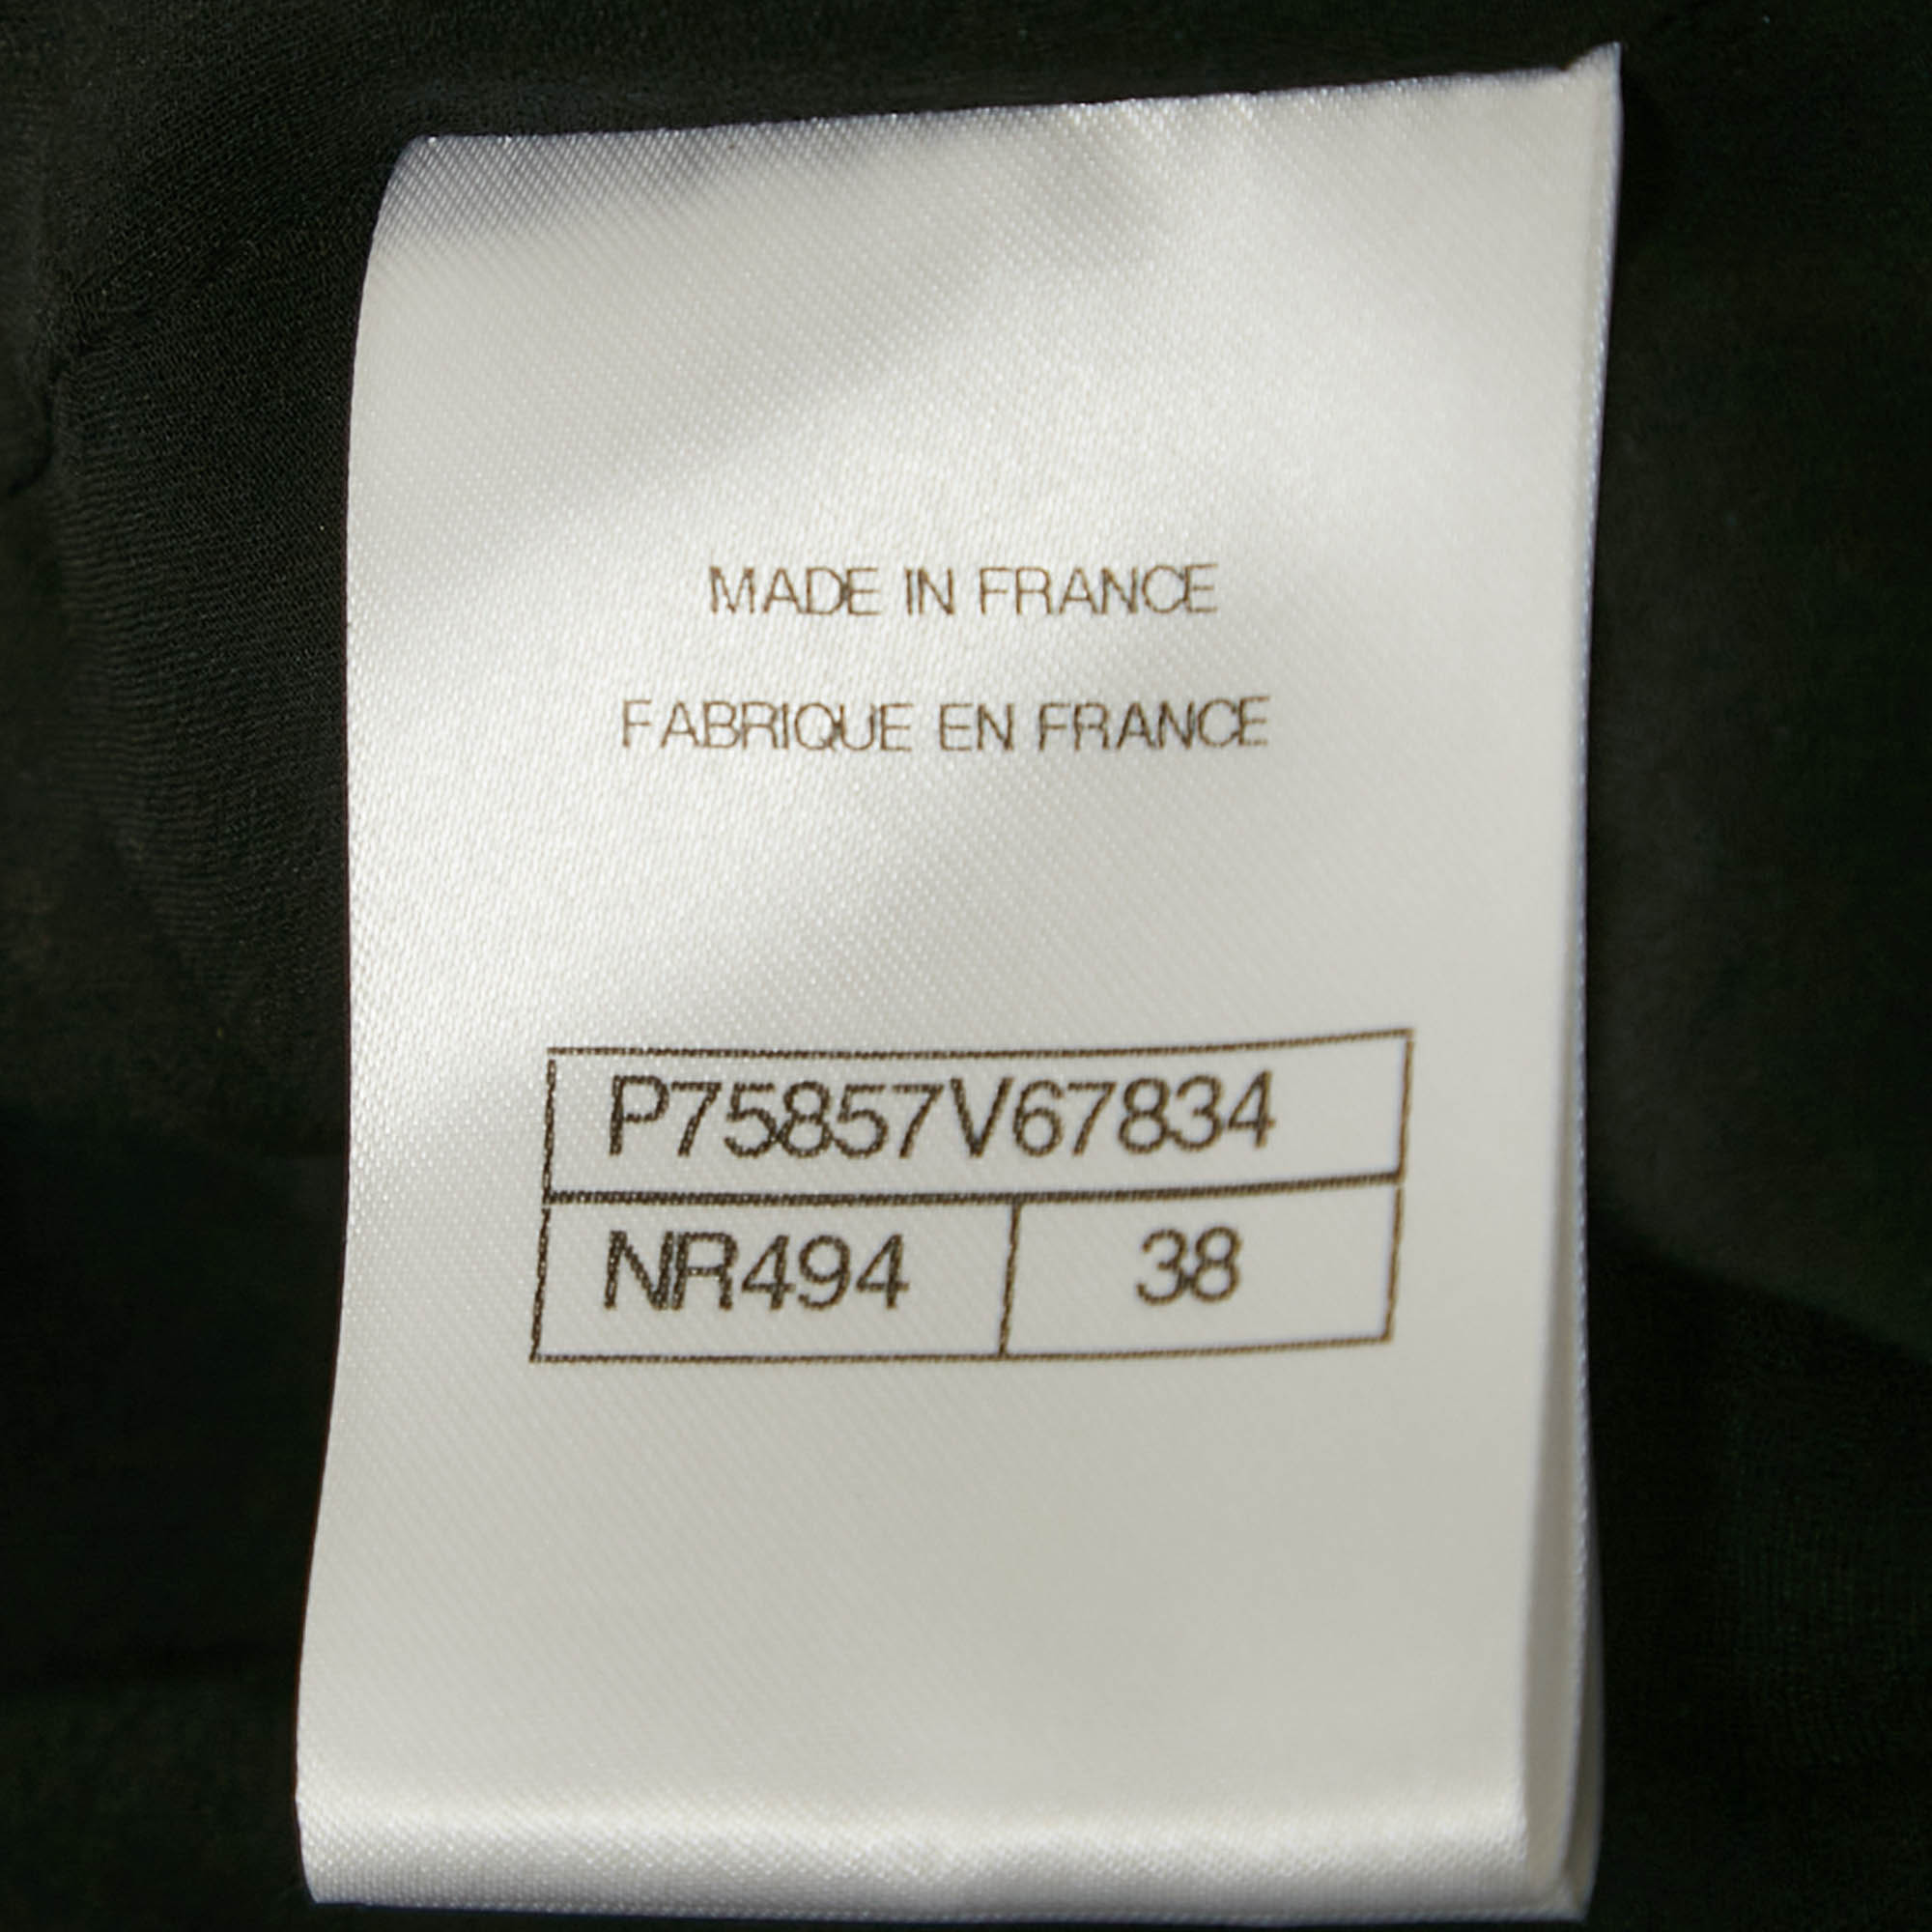 MADE IN FRANCE
FABRIQUE EN FRANCE
P75857V67834
NR494 38